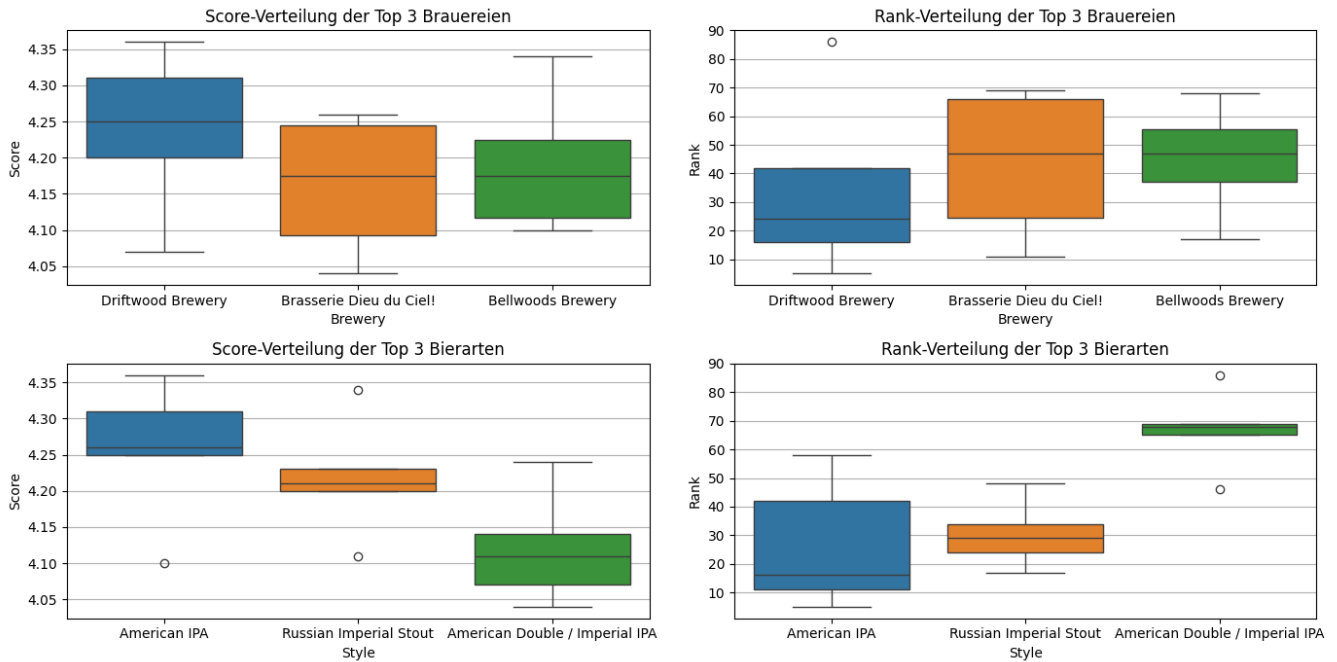 Score-Verteilung der Top 3 Brauereien
4.35
4.30
4.25
4.20
4.15
4.10
4.05
Score
Driftwood Brewery
Brasserie Dieu du Ciel!
Bellwoods Brewery
Brewery
Rank-Verteilung der Top 3 Brauereien
90
80
70
60
50
40
30
20
10
Rank
Driftwood Brewery
Brasserie Dieu du Ciel!
Bellwoods Brewery
Brewery
Score-Verteilung der Top 3 Bierarten
4.35
4.30
4.25
4.20
4.15
4.10
4.05
Score
American IPA
Russian Imperial Stout
American Double / Imperial IPA
Style
Rank-Verteilung der Top 3 Bierarten
90
80
70
60
50
40
30
20
10
Rank
American IPA
Russian Imperial Stout
American Double / Imperial IPA
Style